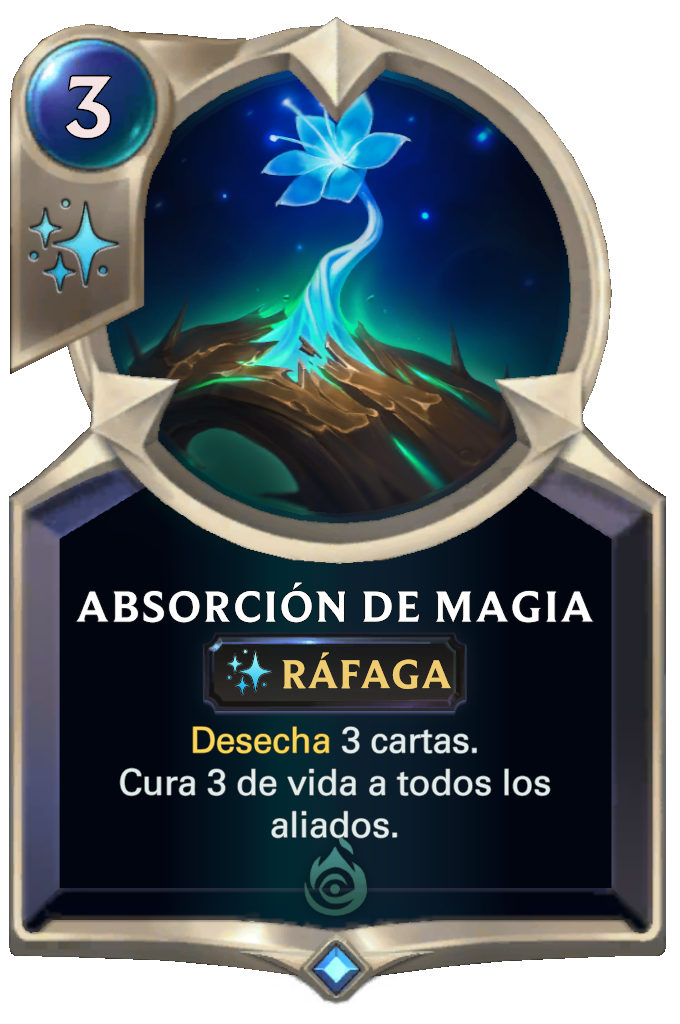 3
ABSORCIÓN DE MAGIA
RÁFAGA
Desecha 3 cartas.
Cura 3 de vida a todos los
aliados.